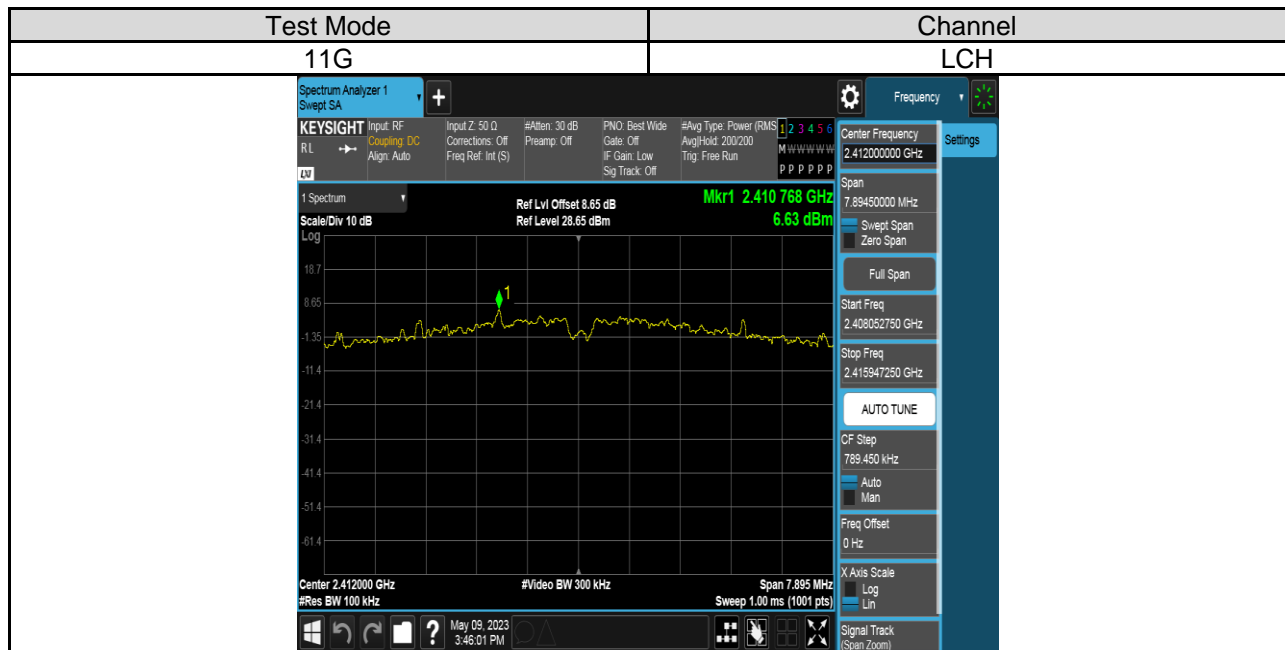 Test Mode Channel
11G LCH
Spectrum Analyzer 1
Swept SA
+
Frequency
KEYSIGHT
RL
LXI
Input: RF
Coupling: DC
Align: Auto
Input Z: 50 Ω
Corrections: Off
Freq Ref: Int (S)
#Atten: 30 dB
Preamp: Off
PNO: Best Wide
Gate: Off
IF Gain: Low
Sig Track: Off
#Avg Type: Power (RMS
Avg|Hold: 200/200
Trig: Free Run
1 2 3 4 5 6
M W W W W W
P P P P P P
1 Spectrum
Scale/Div 10 dB
Log
Ref Lvl Offset 8.65 dB
Ref Level 28.65 dBm
Mkr1 2.410 768 GHz
6.63 dBm
18.7
8.65
-1.35
-11.4
-21.4
-31.4
-41.4
-51.4
-61.4
1
Center 2.412000 GHz
#Res BW 100 kHz
#Video BW 300 kHz
Span 7.895 MHz
Sweep 1.00 ms (1001 pts)
Center Frequency
2.412000000 GHz
Settings
Span
7.89450000 MHz
Swept Span
Zero Span
Full Span
Start Freq
2.408052750 GHz
Stop Freq
2.415947250 GHz
AUTO TUNE
CF Step
789.450 kHz
Auto
Man
Freq Offset
0 Hz
X Axis Scale
Log
Lin
Signal Track
(Span Zoom)
?
May 09, 2023
3:46:01 PM